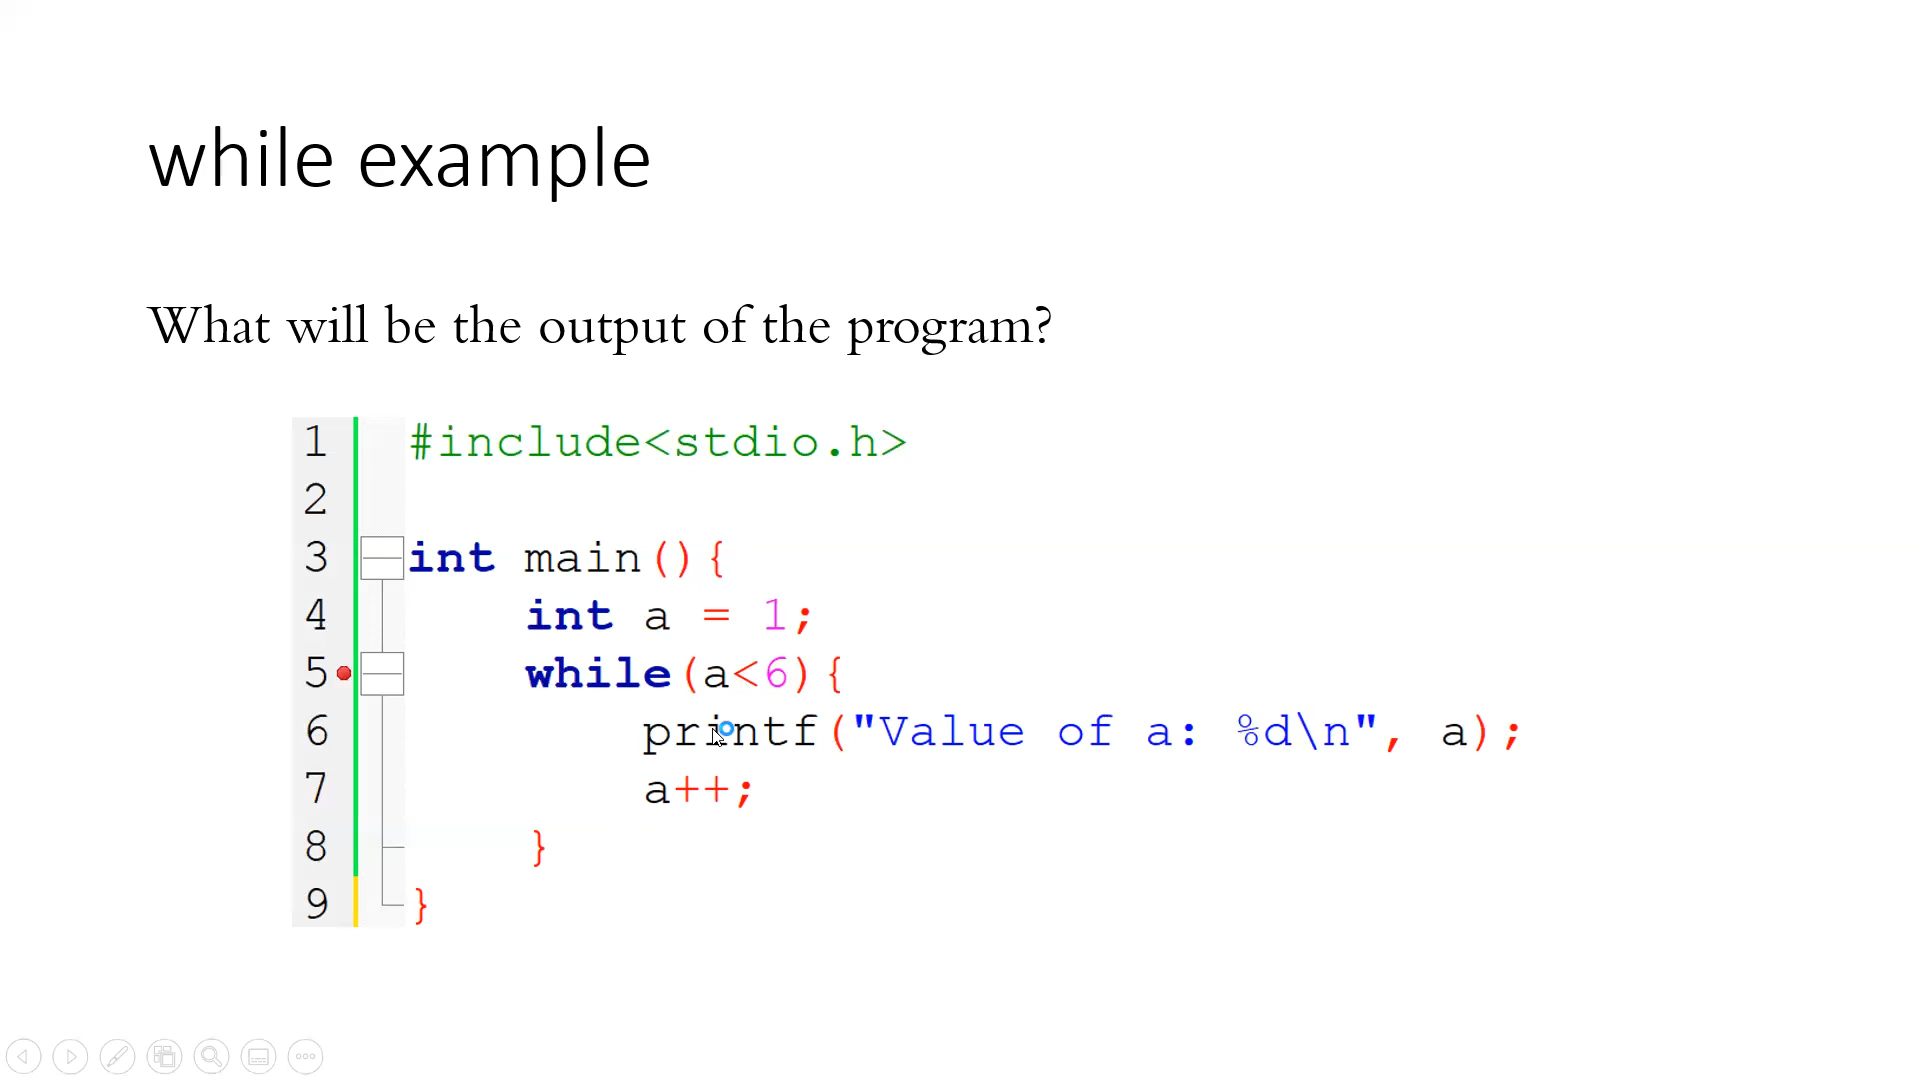 while example
What will be the output of the program?
1 #include<stdio.h>
2
3 int main(){
4 int a = 1;
5 while(a<6){
6 printf("Value of a: %d\n", a);
7 a++;
8 }
9 }